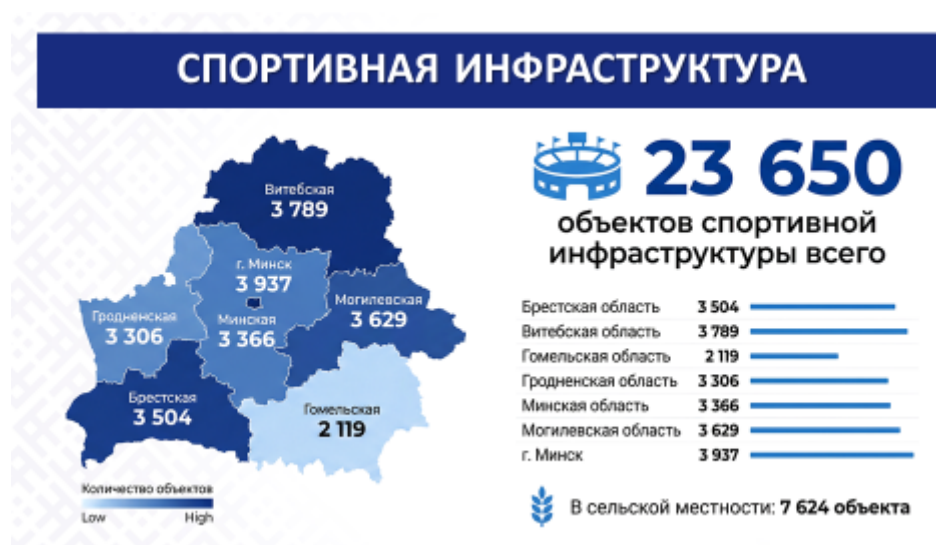 СПОРТИВНАЯ ИНФРАСТРУКТУРА
Витебская
3 789
г. Минск
3 937
Могилевская
3 629
Гродненская
3 306
Минская
3 366
Брестская
3 504
Гомельская
2 119
Количество объектов
Low High
23 650
объектов спортивной
инфраструктуры всего
Брестская область 3 504
Витебская область 3 789
Гомельская область 2 119
Гродненская область 3 306
Минская область 3 366
Могилевская область 3 629
г. Минск 3 937
В сельской местности: 7 624 объекта